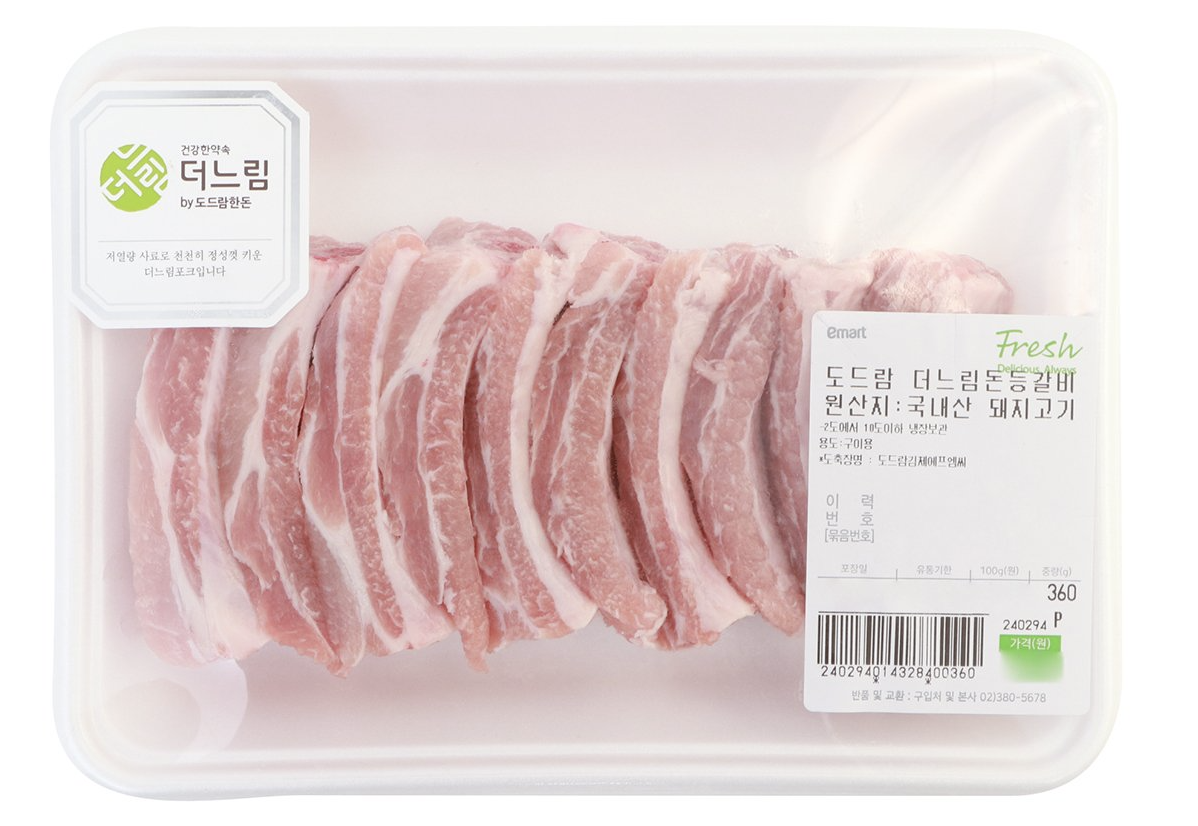 건강한약속
더느림
더느림
by 도드람한돈
저열량 사료로 천천히 정성껏 키운
더느림포크입니다
emart
Fresh
Delicious Always
도드람 더느림돈등갈비
원산지:국내산 돼지고기
-2도에서 10도이하 냉장보관
용도:구이용
*도축장명 : 도드람김제에프엠씨
이 력
번 호
[묶음번호]
포장일 유통기한 100g(원) 중량(g)
360
240294 P
가격(원)
240294014328400360
반품 및 교환 : 구입처 및 본사 02)380-5678